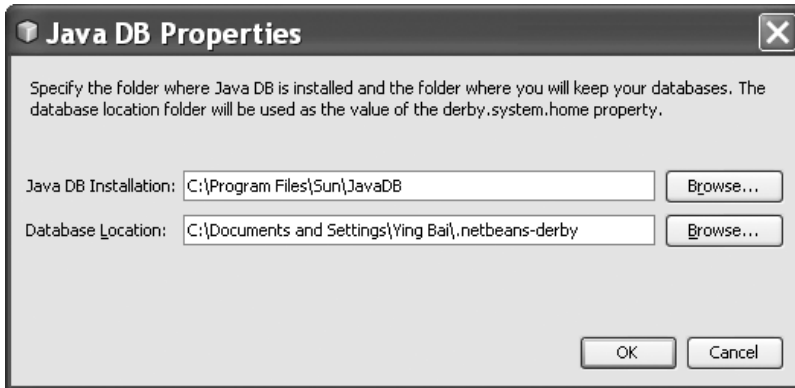 Java DB Properties
Specify the folder where Java DB is installed and the folder where you will keep your databases. The
database location folder will be used as the value of the derby.system.home property.
Java DB Installation: C:\Program Files\Sun\JavaDB Browse...
Database Location: C:\Documents and Settings\Ying Bai\.netbeans-derby Browse...
OK Cancel